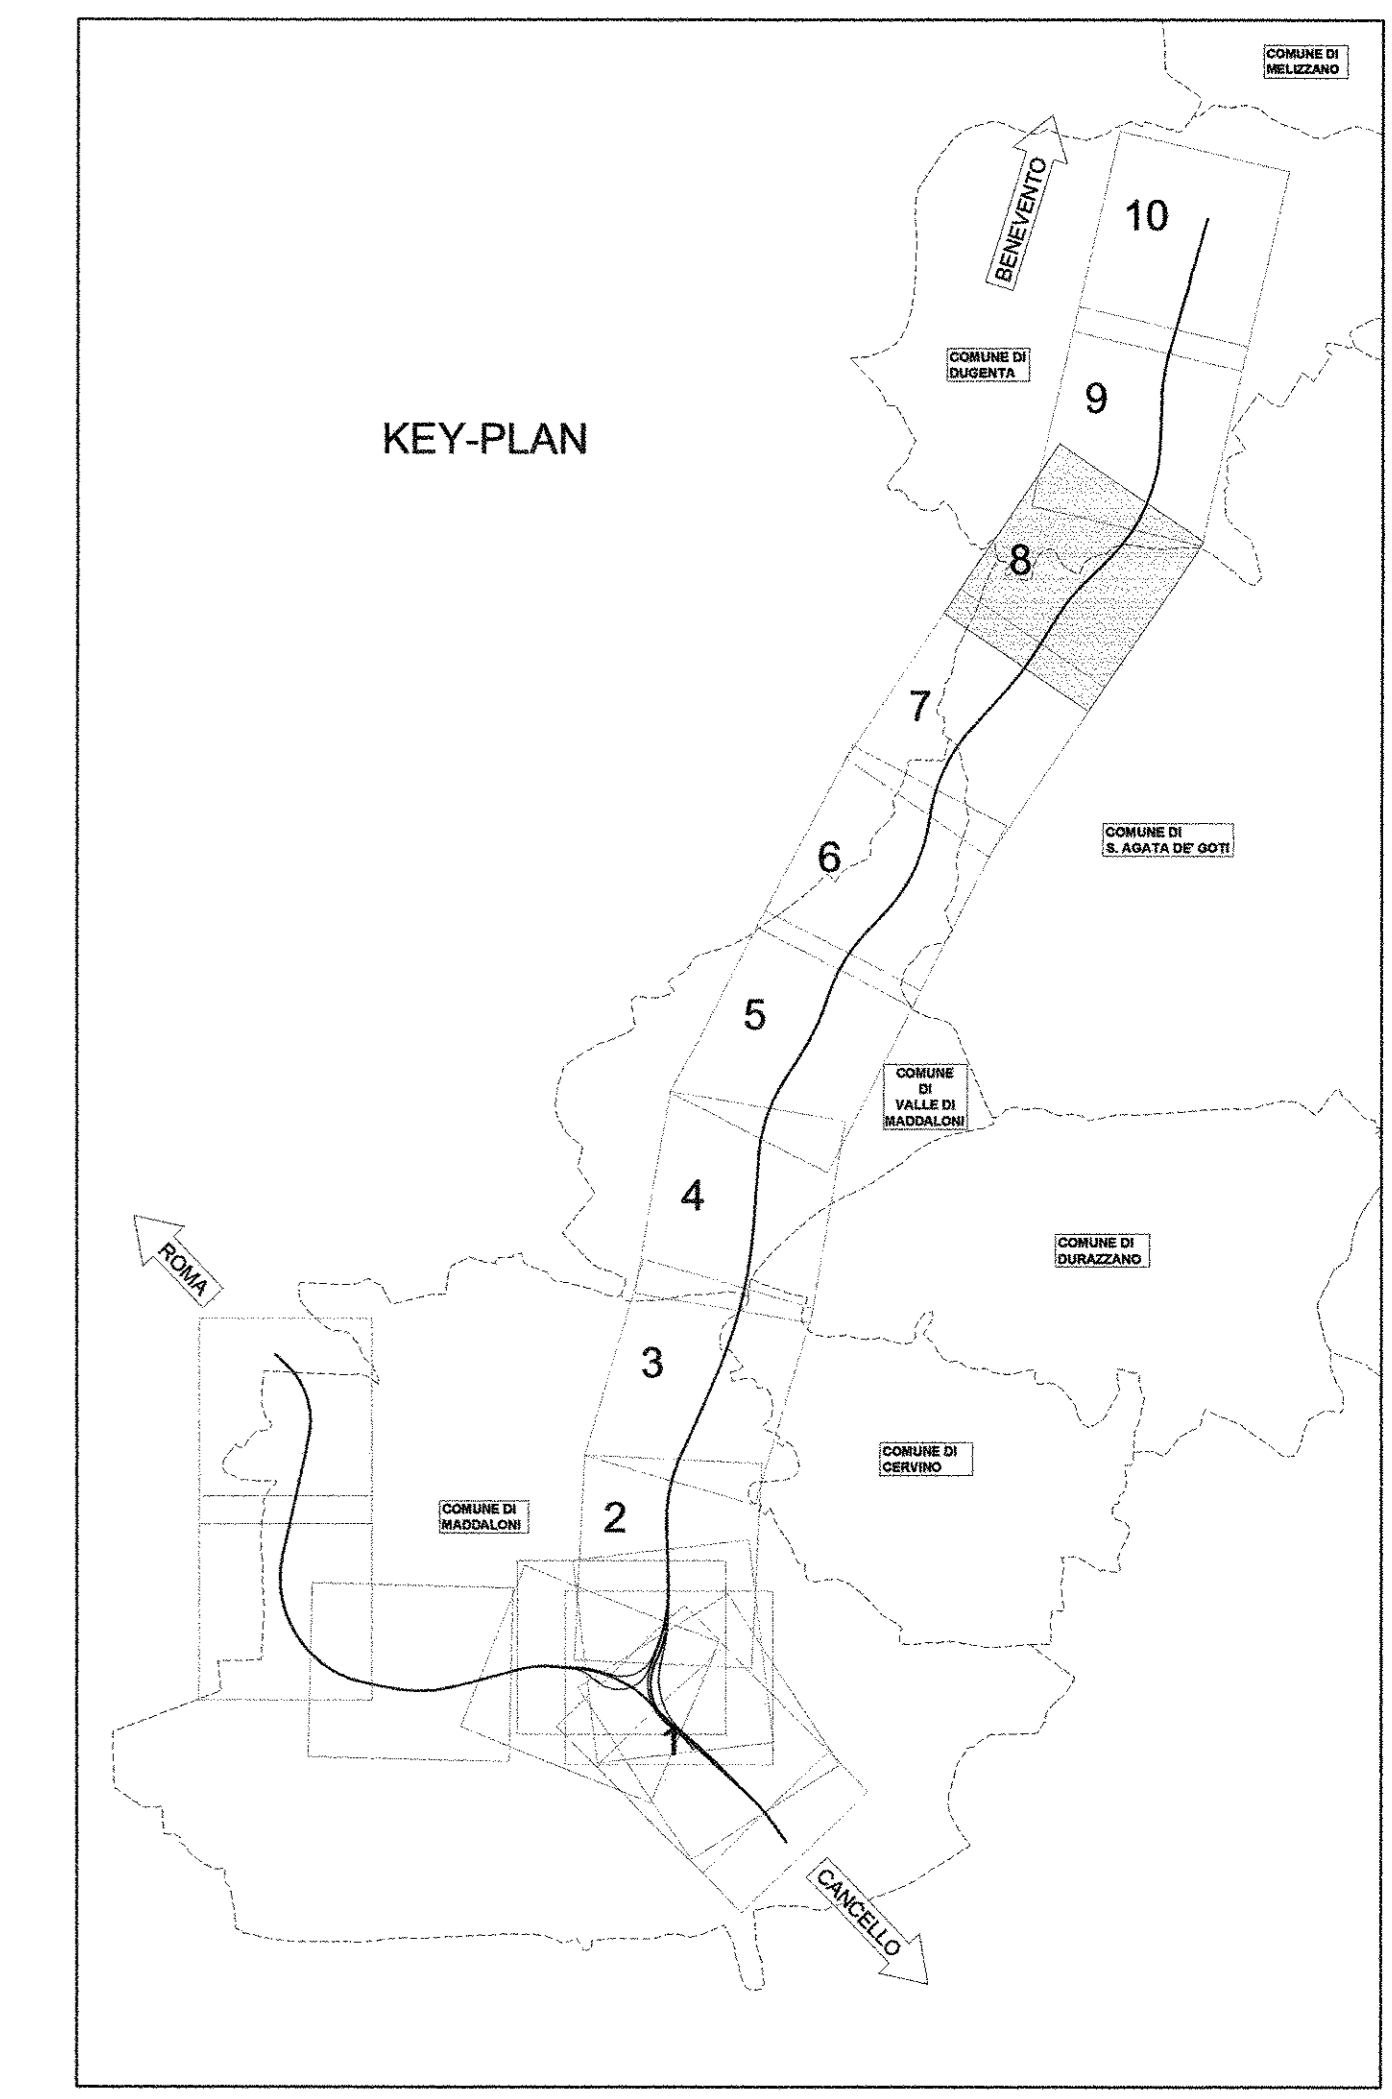 COMUNE DI
MELIZZANO
BENEVENTO
10
COMUNE DI
DUGENTA
9
KEY-PLAN
8
7
COMUNE DI
S. AGATA DE' GOTI
6
5
COMUNE
DI
VALLE DI
MADDALONI
4
ROMA
COMUNE DI
DURAZZANO
3
COMUNE DI
CERVINO
COMUNE DI
MADDALONI
2
1
CANCELLO